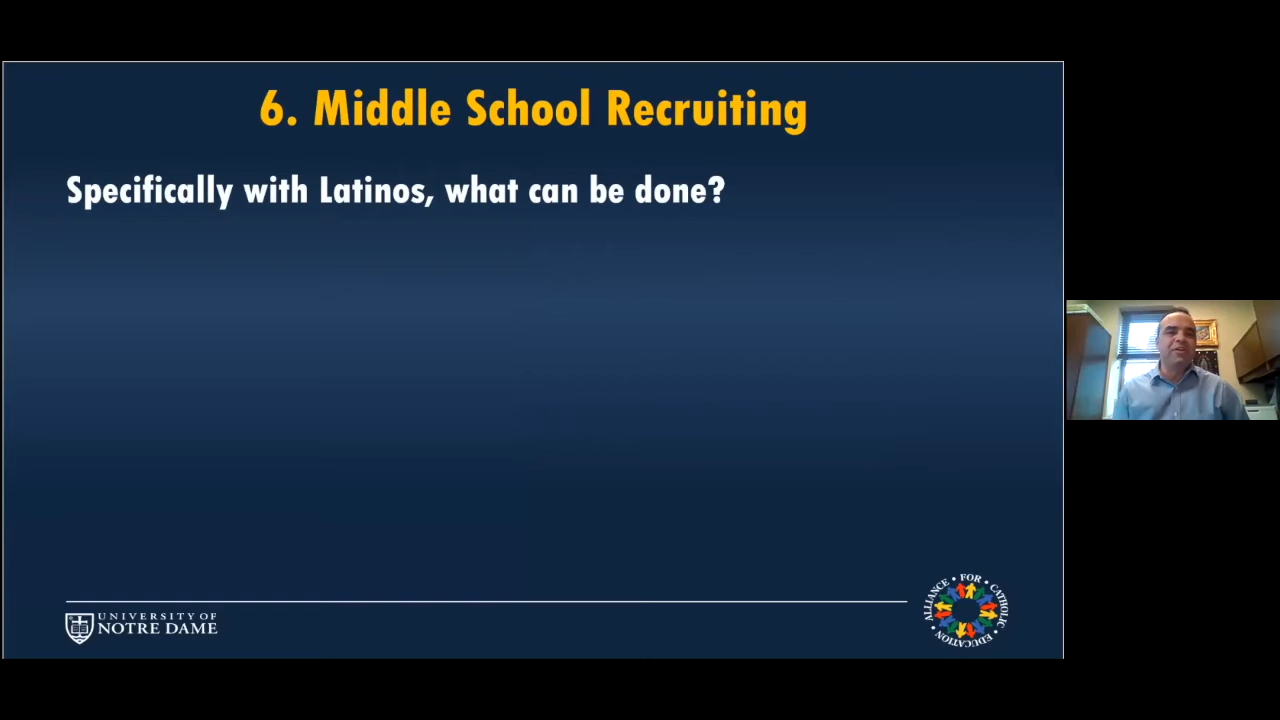 6. Middle School Recruiting
Specifically with Latinos, what can be done?
UNIVERSITY OF
NOTRE DAME
ALLIANCE • FOR • CATHOLIC • EDUCATION •